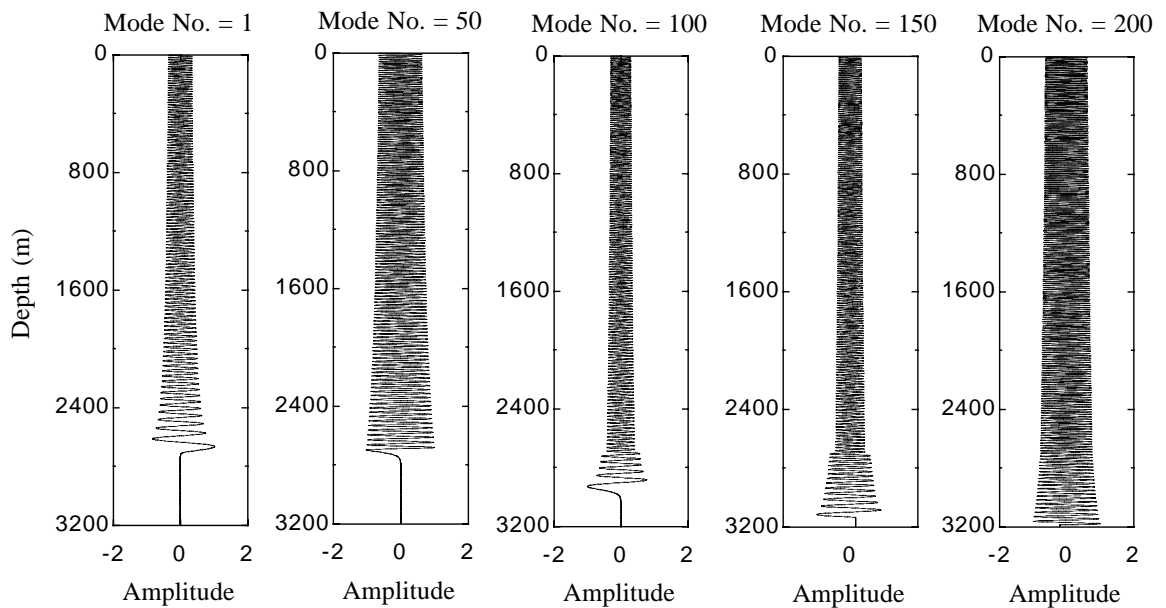 Mode No. = 1 Mode No. = 50 Mode No. = 100 Mode No. = 150 Mode No. = 200
0 0 0 0 0
800 800 800 800 800
Depth (m)
1600 1600 1600 1600 1600
2400 2400 2400 2400 2400
3200 3200 3200 3200 3200
-2 0 2 -2 0 2 -2 0 2 0 -2 0 2
Amplitude Amplitude Amplitude Amplitude Amplitude